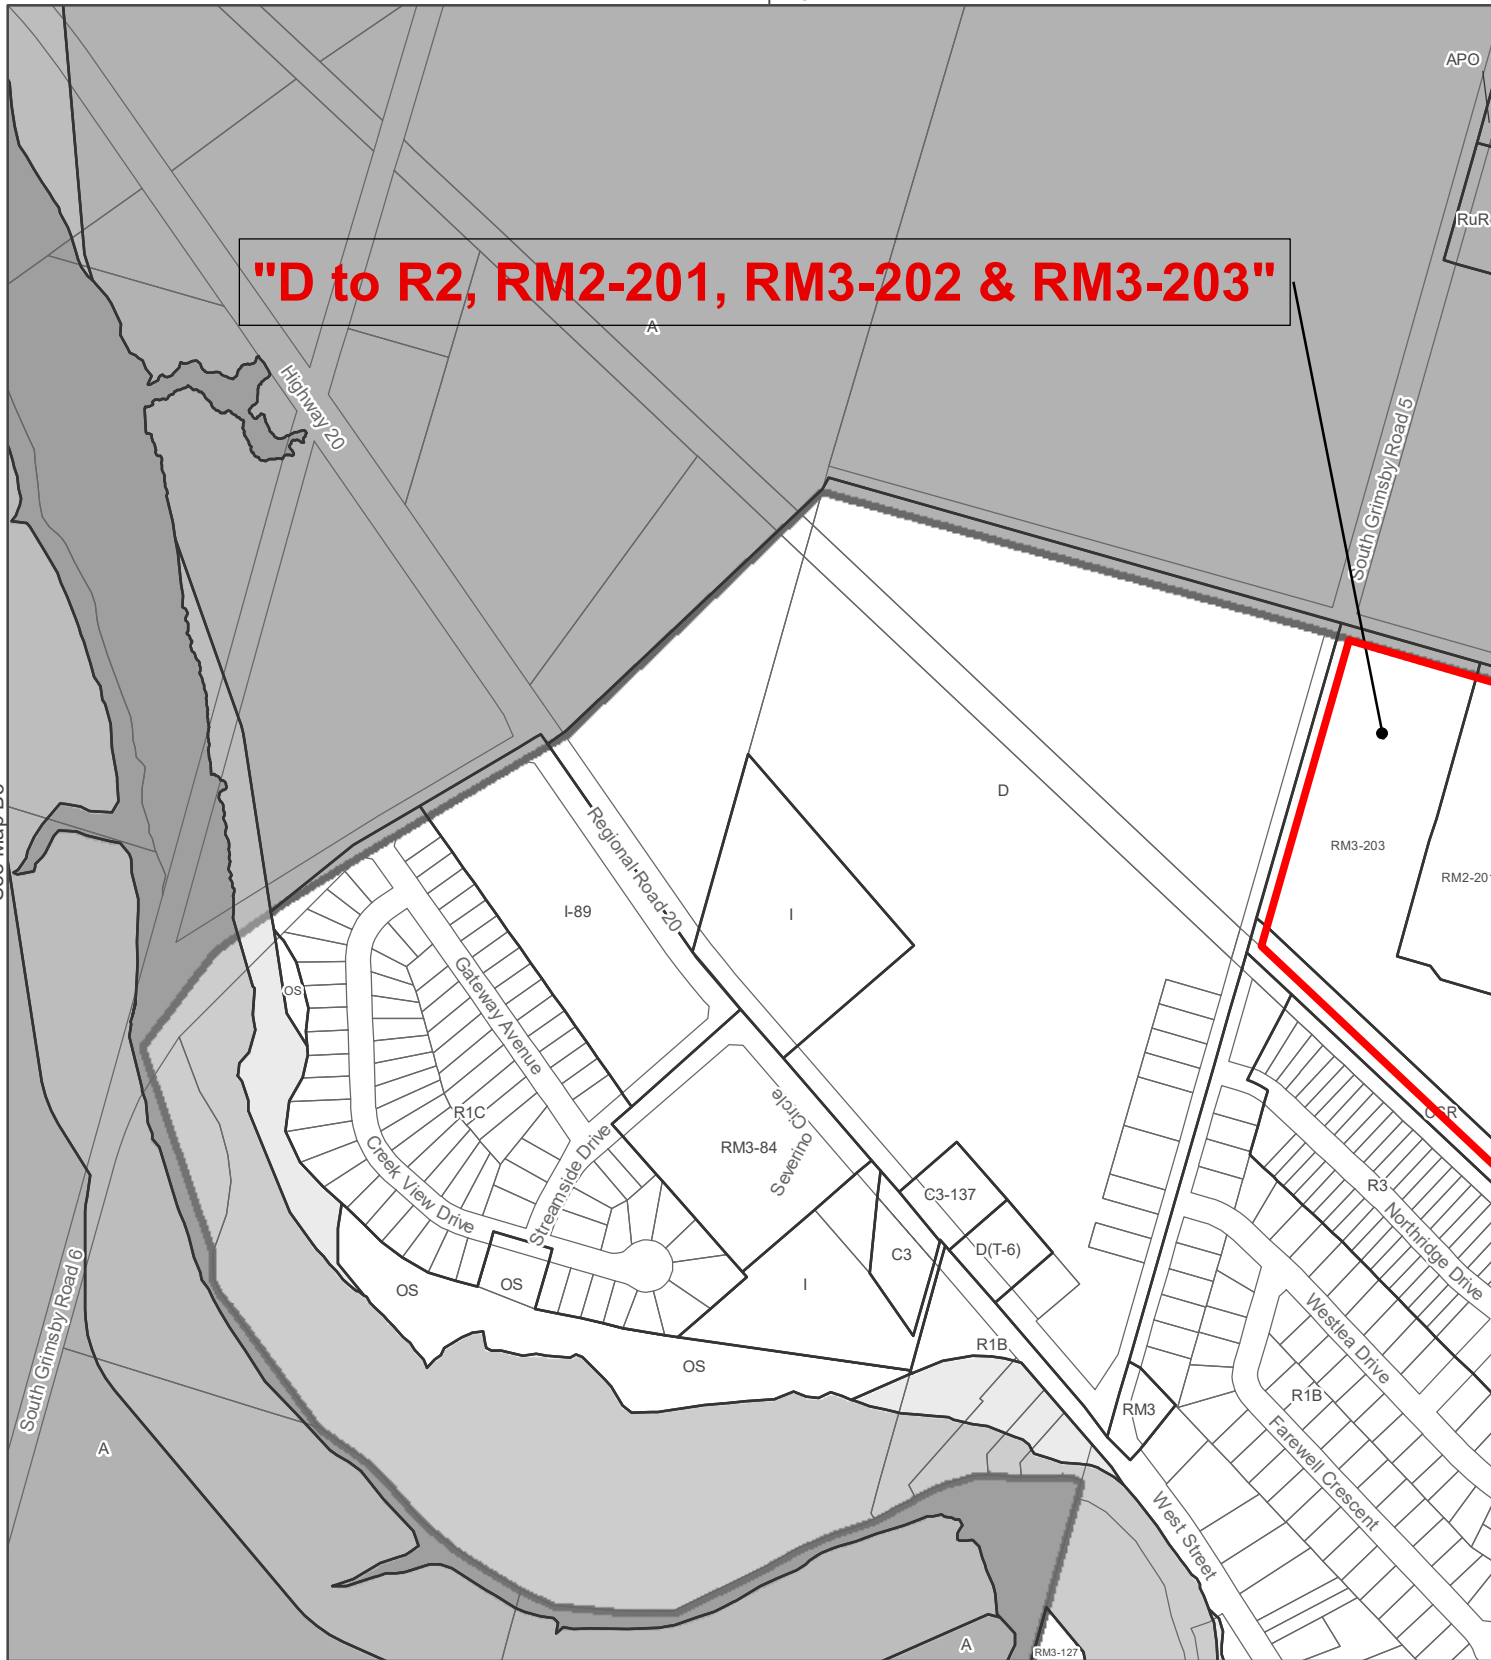 APO
"D to R2, RM2-201, RM3-202 & RM3-203"
A
Highway 20
South Grimsby Road 5
D
RM3-203
RM2-201
Regional Road 20
I-89
I
OS
Gateway Avenue
R1C
Severino Circle
RM3-84
Creek View Drive
Streamside Drive
C3-137
D(T-6)
C3
R3
Northridge Drive
OS
OS
I
OS
R1B
Westlea Drive
R1B
RM3
Farewell Crescent
South Grimsby Road 6
A
West Street
A
RM3-127